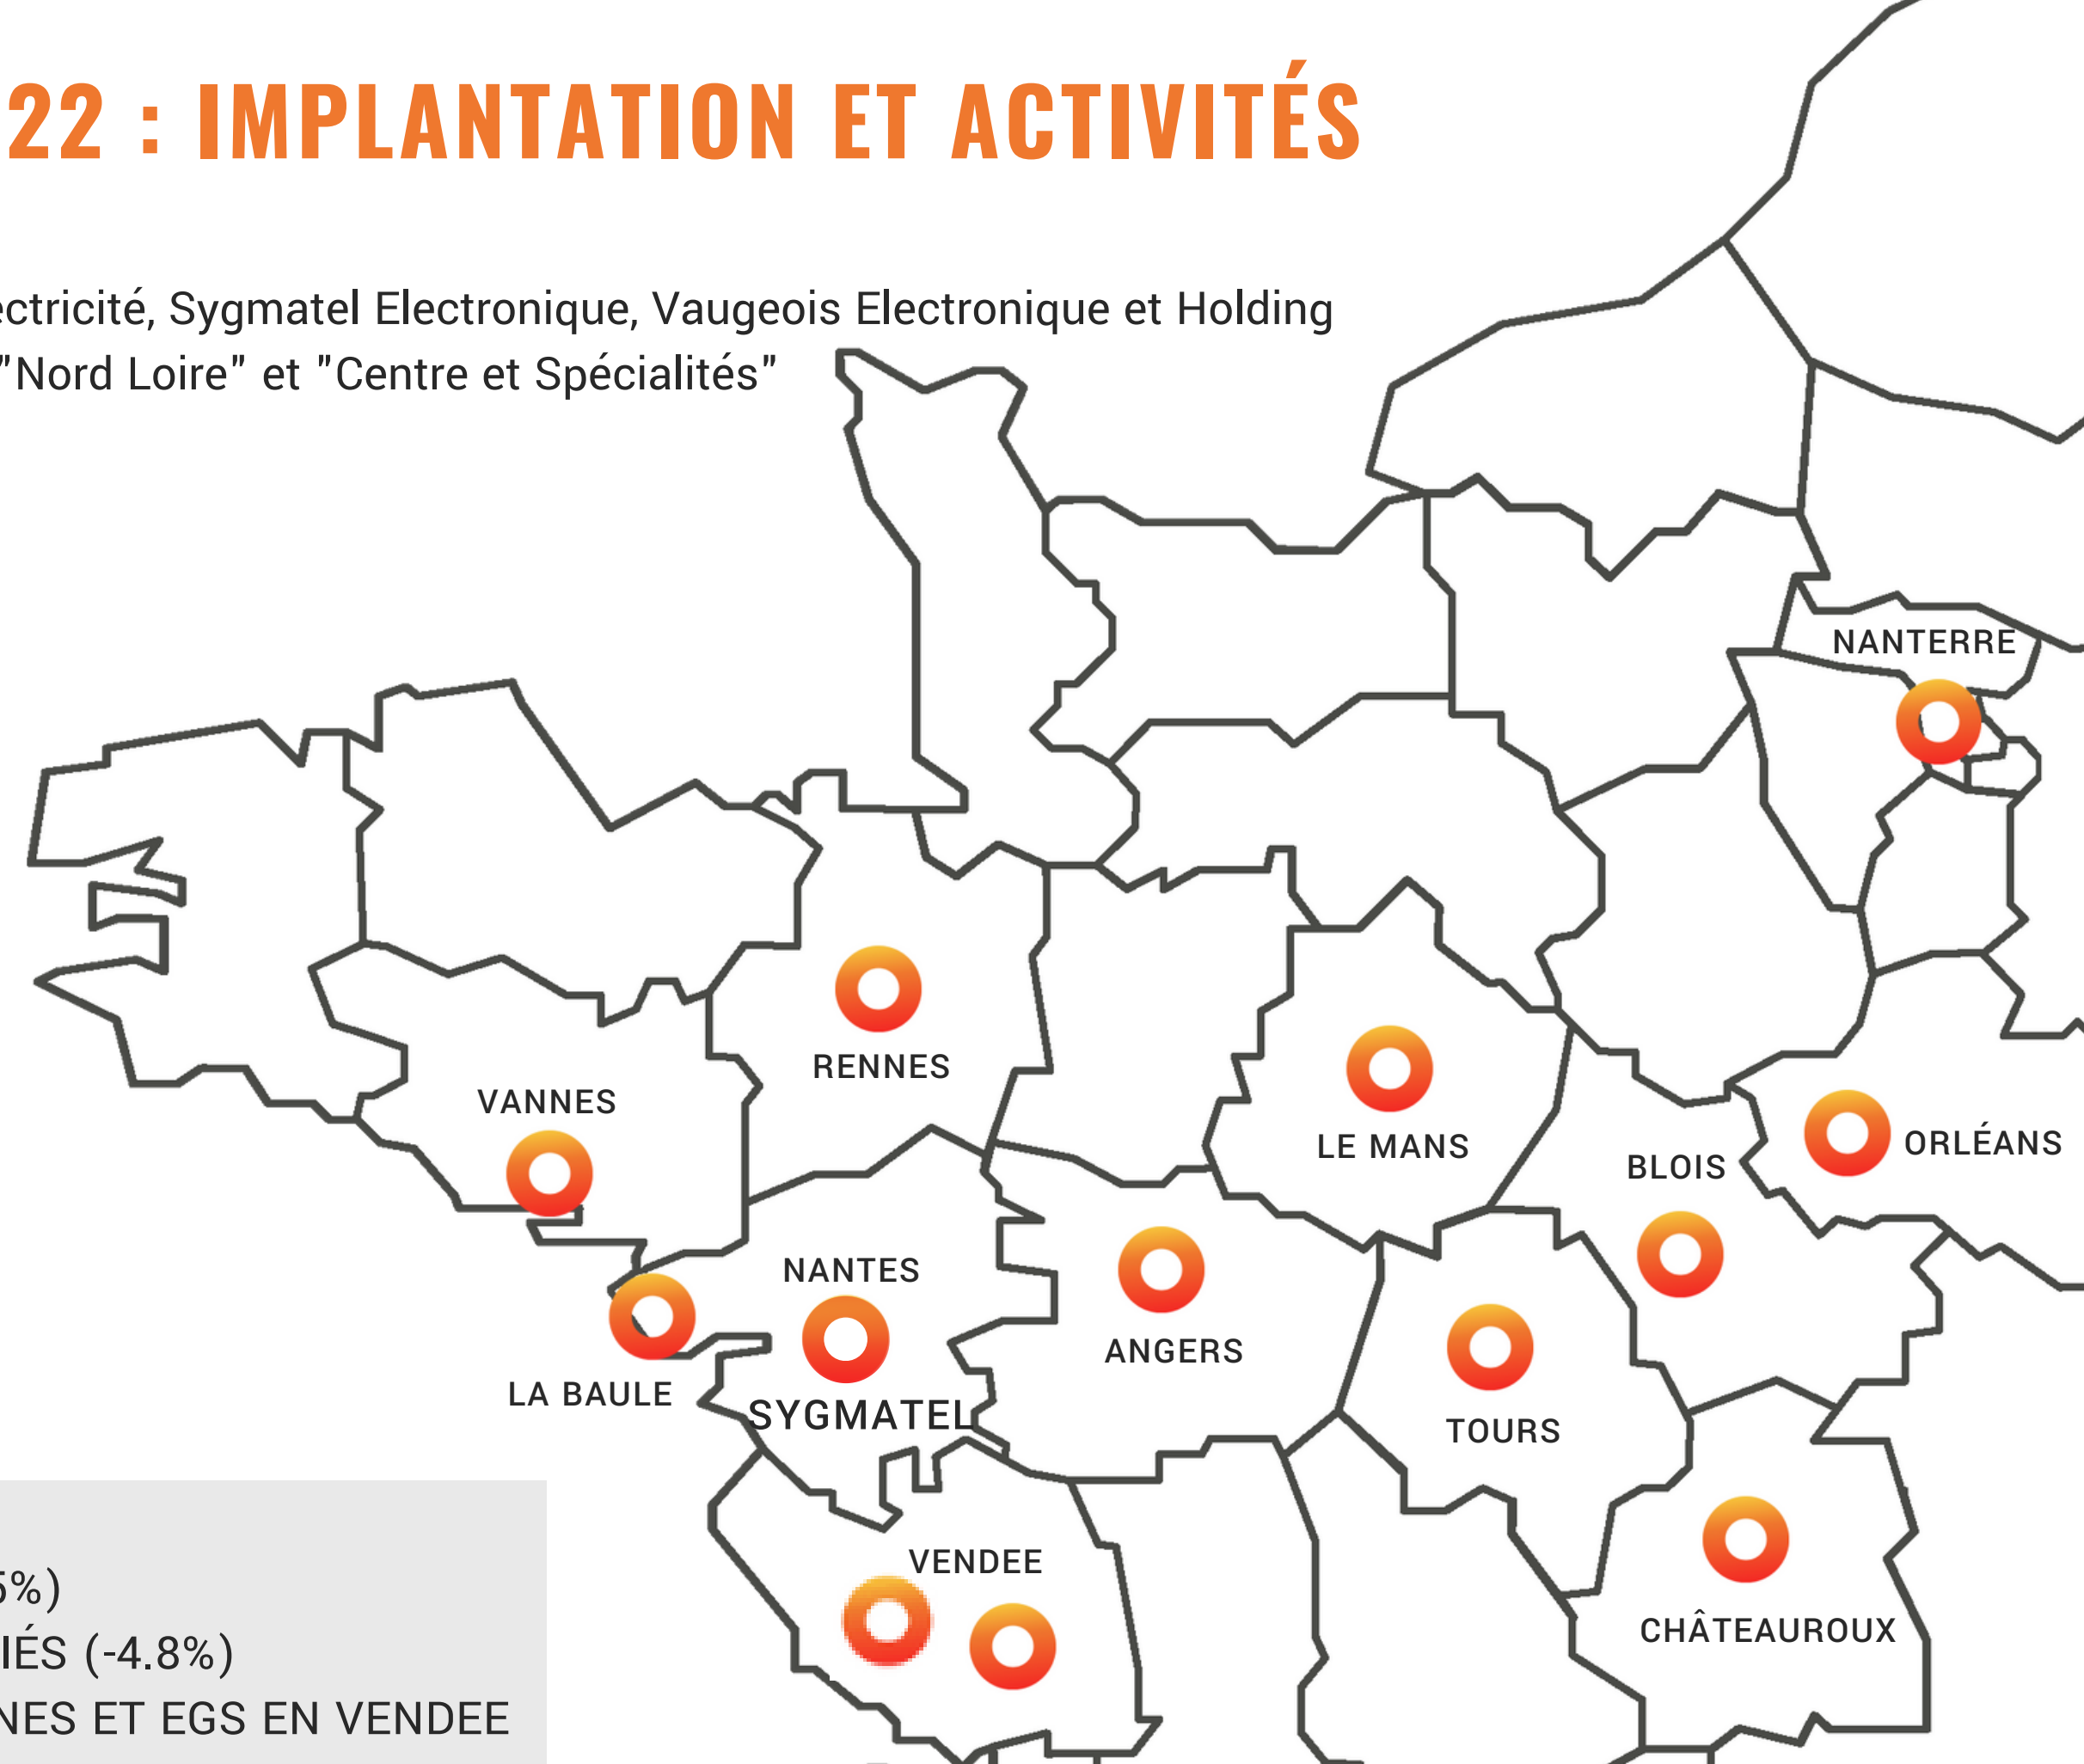 22 : IMPLANTATION ET ACTIVITÉS
ectricité, Sygmatel Electronique, Vaugeois Electronique et Holding
"Nord Loire" et "Centre et Spécialités"
NANTERRE
RENNES
VANNES
LE MANS
ORLÉANS
BLOIS
NANTES
ANGERS
LA BAULE
SYGMATEL
TOURS
VENDEE
CHÂTEAUROUX
5%)
IÉS (-4.8%)
NES ET EGS EN VENDEE